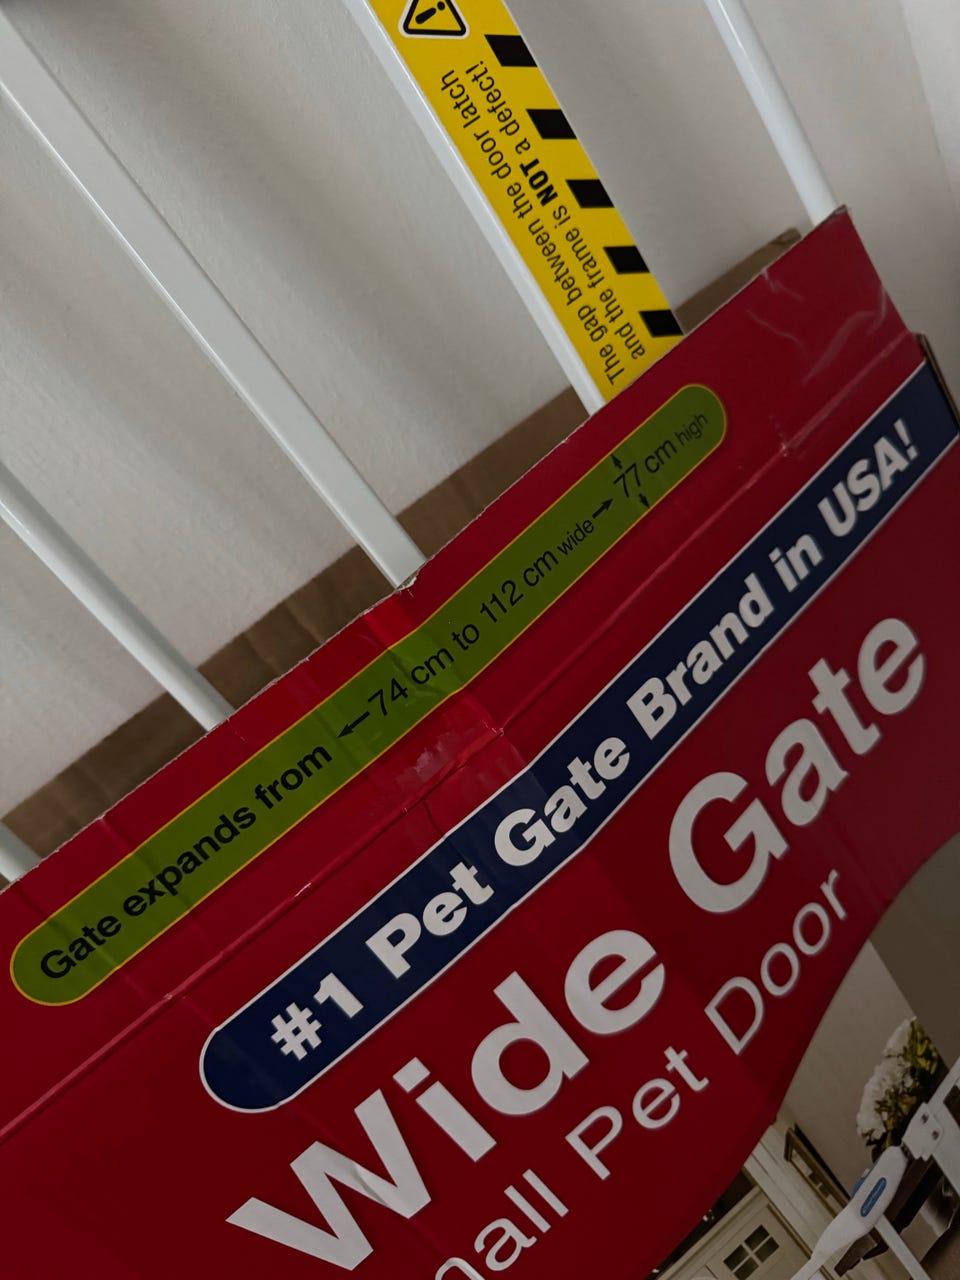 The gap between the door latch
and the frame is NOT a defect!
Gate expands from ←74 cm to 112 cm wide→ 77 cm high
#1 Pet Gate Brand in USA!
Wide Gate
Pet Door